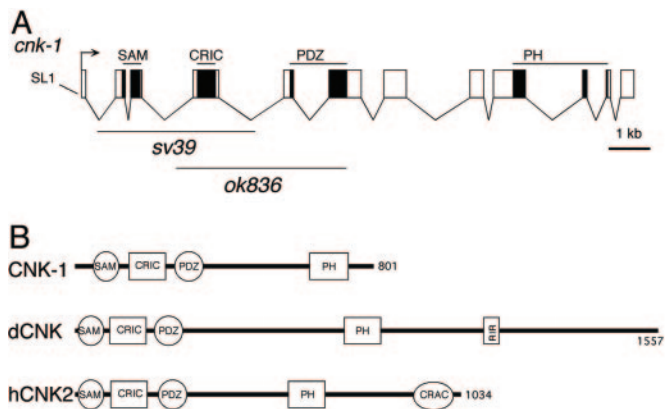 A
cnk-1
SAM
CRIC
PDZ
PH
SL1
sv39
1 kb
ok836
B
CNK-1 SAM CRIC PDZ PH 801
dCNK SAM CRIC PDZ PH RIR 1557
hCNK2 SAM CRIC PDZ PH CRAC 1034